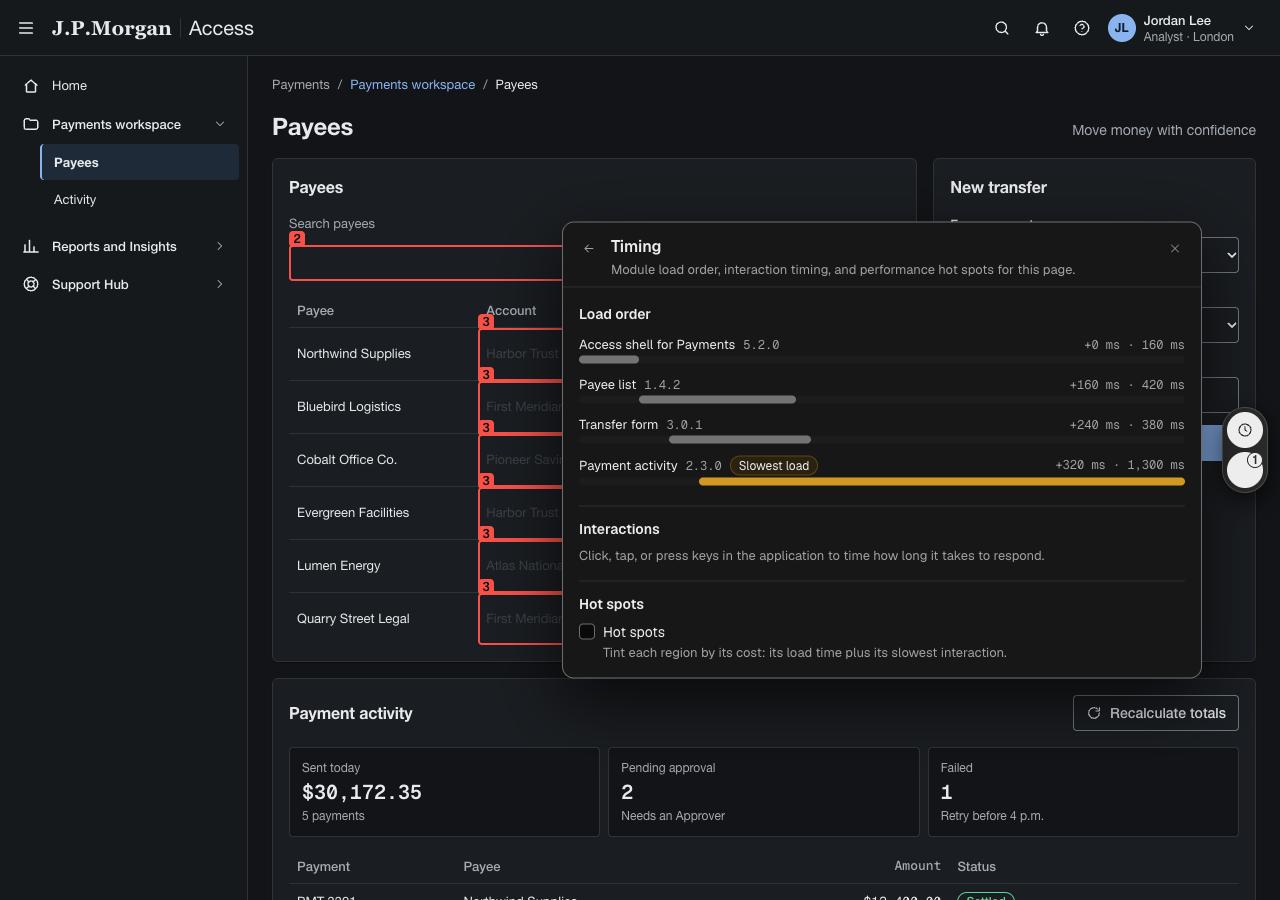 J.P.Morgan Access
JL
Jordan Lee
Analyst · London
Home
Payments workspace
Payees
Activity
Reports and Insights
Support Hub
Payments / Payments workspace / Payees
Payees
Move money with confidence
Payees
Search payees
2
Payee Account
3
Northwind Supplies Harbor Trust
3
Bluebird Logistics First Meridian
3
Cobalt Office Co. Pioneer
3
Evergreen Facilities Harbor Trust
3
Lumen Energy Atlas
3
Quarry Street Legal First Meridian
New transfer
Timing
Module load order, interaction timing, and performance hot spots for this page.
Load order
Access shell for Payments 5.2.0 +0 ms · 160 ms
Payee list 1.4.2 +160 ms · 420 ms
Transfer form 3.0.1 +240 ms · 380 ms
Payment activity 2.3.0 Slowest load +320 ms · 1,300 ms
Interactions
Click, tap, or press keys in the application to time how long it takes to respond.
Hot spots
Hot spots
Tint each region by its cost: its load time plus its slowest interaction.
1
Payment activity
Recalculate totals
Sent today
$30,172.35
5 payments
Pending approval
2
Needs an Approver
Failed
1
Retry before 4 p.m.
Payment Payee Amount Status
Northwind Supplies Settled